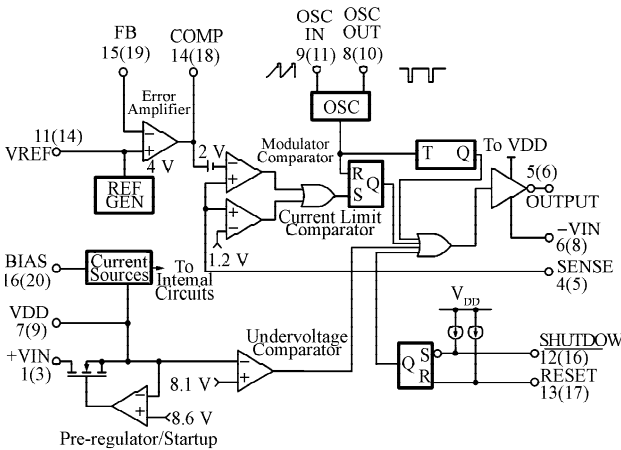 FB
15(19)
COMP
14(18)
OSC
IN
9(11)
OSC
OUT
8(10)
OSC
Error
Amplifier
11(14)
VREF
−
+
4 V
2 V
REF
GEN
Modulator
Comparator
−
+
+
−
Current Limit
Comparator
1.2 V
R
S
Q
T
Q
To VDD
5(6)
OUTPUT
−VIN
6(8)
SENSE
4(5)
BIAS
16(20)
Current
Sources
To
Internal
Circuits
VDD
7(9)
+VIN
1(3)
Undervoltage
Comparator
−
+
8.1 V
−
+
8.6 V
Pre-regulator/Startup
VDD
Q
S
R
SHUTDOW
12(16)
RESET
13(17)